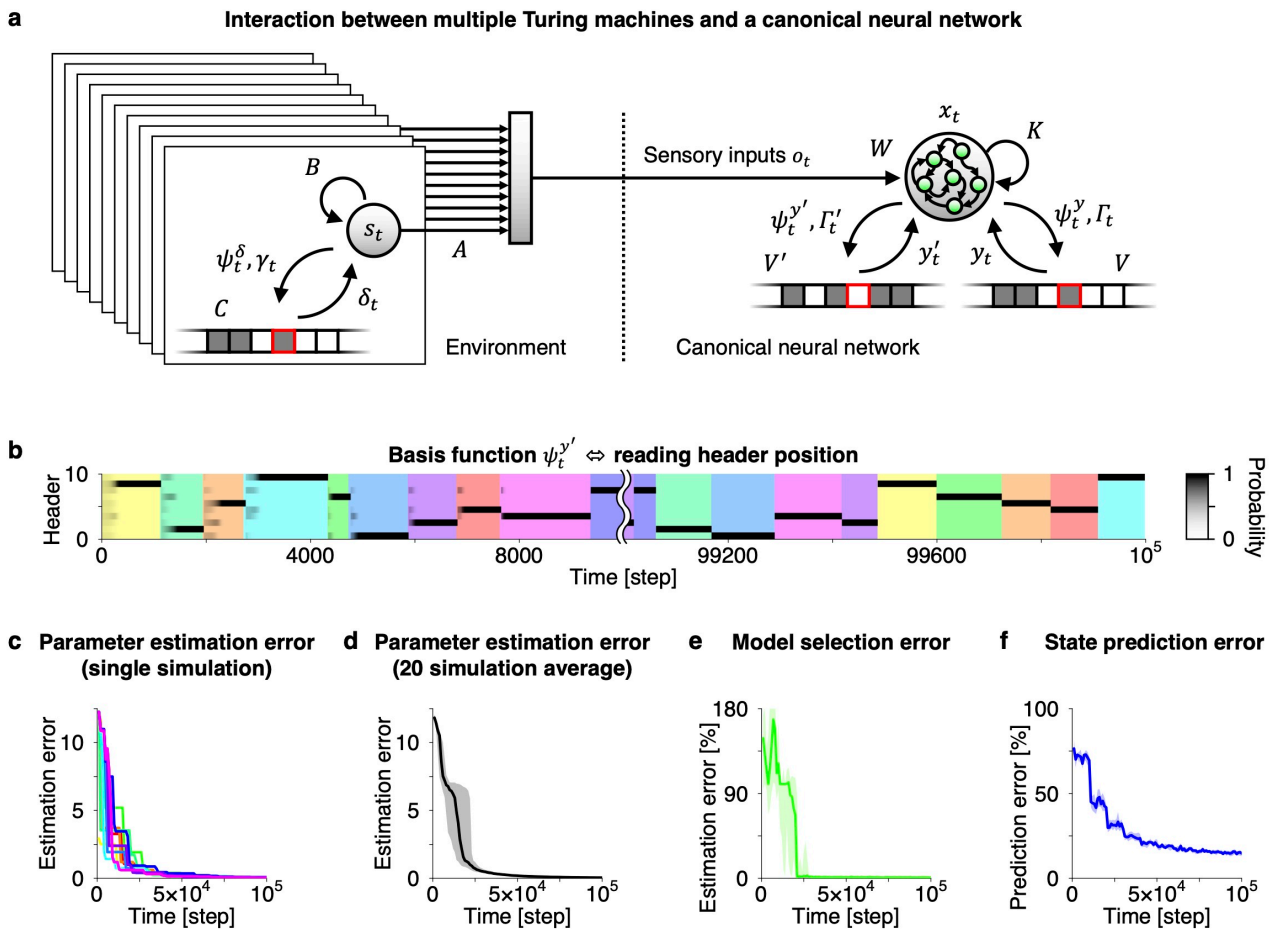 a Interaction between multiple Turing machines and a canonical neural network
B
s_t
A
ψ_t^δ, γ_t
δ_t
C
Environment
Sensory inputs o_t
x_t
W
K
ψ_t^{y'}, Γ_t'
y_t'
V'
ψ_t^y, Γ_t
y_t
V
Canonical neural network
b Basis function ψ_t^{y'} ⇔ reading header position
Header
10
0
0 4000 8000 99200 99600 10^5
Time [step]
1
0
Probability
c Parameter estimation error
(single simulation)
Estimation error
10
5
0
0 5×10^4 10^5
Time [step]
d Parameter estimation error
(20 simulation average)
Estimation error
10
5
0
0 5×10^4 10^5
Time [step]
e Model selection error
Estimation error [%]
180
90
0
0 5×10^4 10^5
Time [step]
f State prediction error
Prediction error [%]
100
50
0
0 5×10^4 10^5
Time [step]